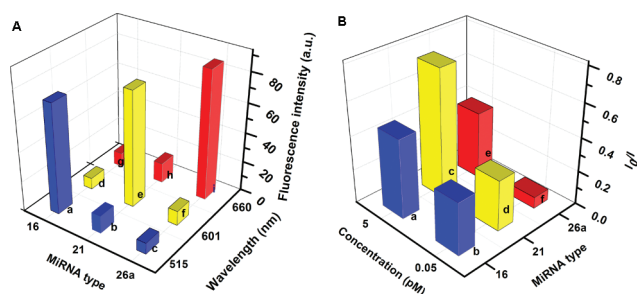 A
B
80
60
40
20
0
Fluorescence intensity (a.u.)
a
b
c
d
e
f
g
h
i
16
21
26a
MiRNA type
515
601
660
Wavelength (nm)
0.8
0.6
0.4
0.2
0.0
a
b
c
d
e
f
5
0.05
Concentration (pM)
16
21
26a
MiRNA type